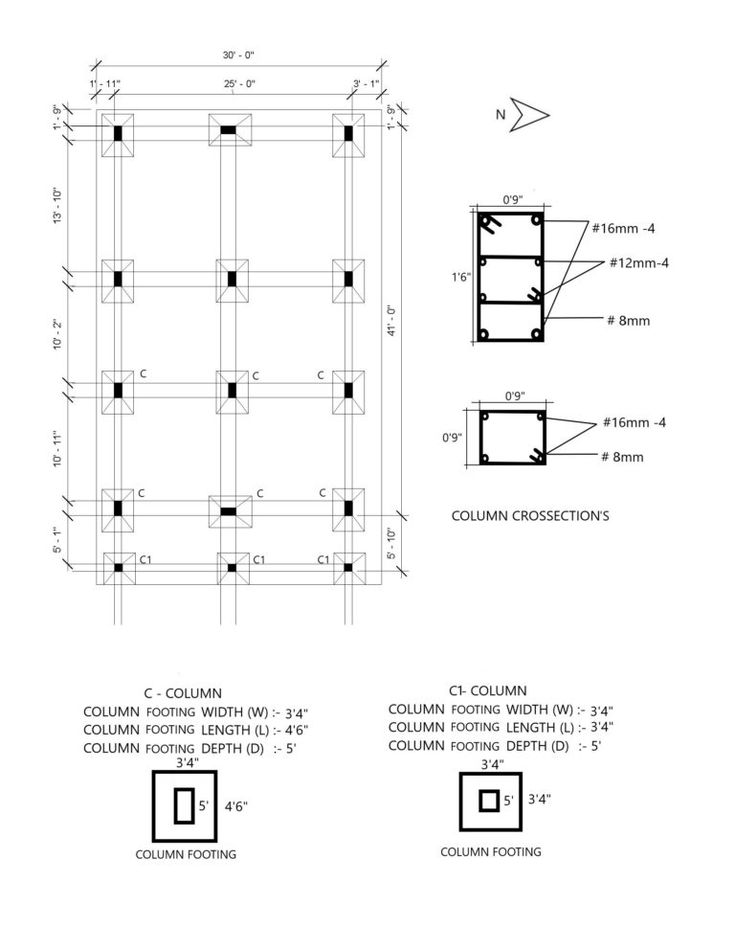 30' - 0"
1' - 11"
25' - 0"
3' - 1"
1' - 9"
1' - 9"
N
13' - 10"
0'9"
#16mm -4
#12mm-4
1'6"
# 8mm
10' - 2"
41' - 0"
C
C
C
0'9"
#16mm -4
0'9"
# 8mm
10' - 11"
C
C
C
COLUMN CROSSECTION'S
5' - 1"
5' - 10"
C1
C1
C1
C - COLUMN
COLUMN FOOTING WIDTH (W) :- 3'4"
COLUMN FOOTING LENGTH (L) :- 4'6"
COLUMN FOOTING DEPTH (D) :- 5'
3'4"
5'
4'6"
COLUMN FOOTING
C1- COLUMN
COLUMN FOOTING WIDTH (W) :- 3'4"
COLUMN FOOTING LENGTH (L) :- 3'4"
COLUMN FOOTING DEPTH (D) :- 5'
3'4"
5'
3'4"
COLUMN FOOTING